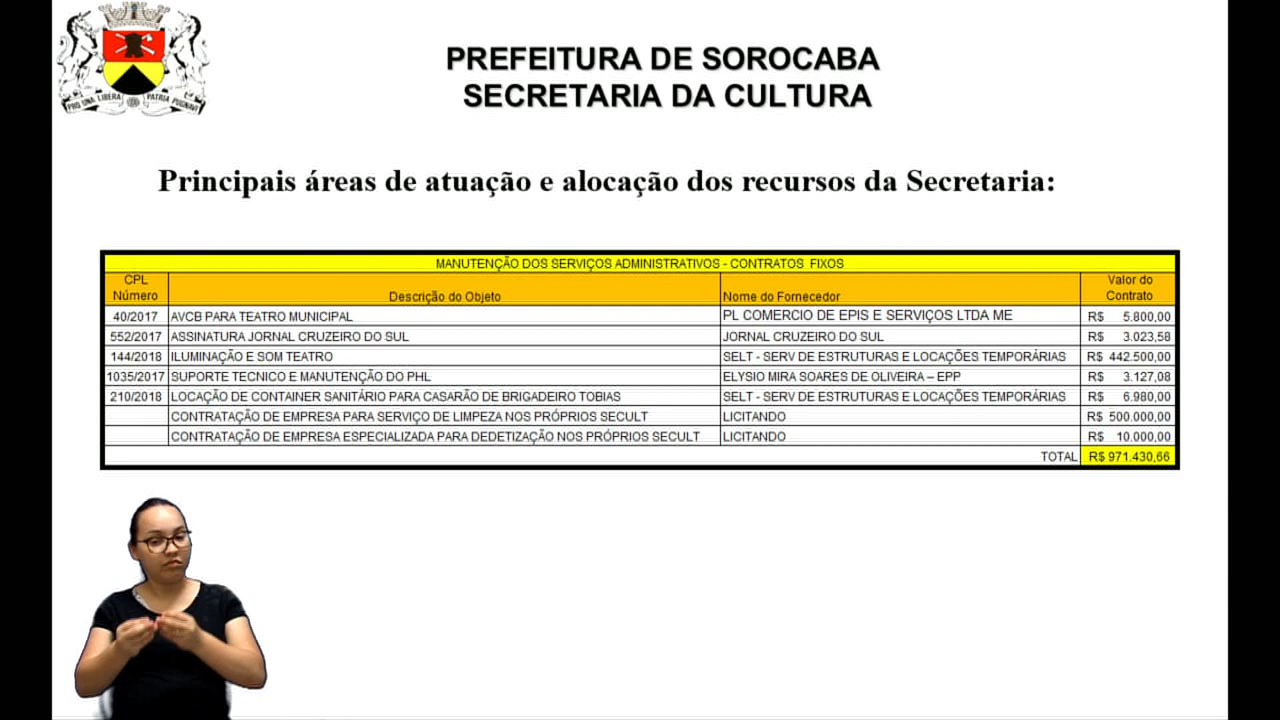 PRO UNA LIBERA PATRIA PUGNAVI
PREFEITURA DE SOROCABA
SECRETARIA DA CULTURA
Principais áreas de atuação e alocação dos recursos da Secretaria:
MANUTENÇÃO DOS SERVIÇOS ADMINISTRATIVOS - CONTRATOS FIXOS
CPL Número Descrição do Objeto Nome do Fornecedor Valor do Contrato
40/2017 AVCB PARA TEATRO MUNICIPAL PL COMERCIO DE EPIS E SERVIÇOS LTDA ME R$ 5.800,00
552/2017 ASSINATURA JORNAL CRUZEIRO DO SUL JORNAL CRUZEIRO DO SUL R$ 3.023,58
144/2018 ILUMINAÇÃO E SOM TEATRO SELT - SERV DE ESTRUTURAS E LOCAÇÕES TEMPORÁRIAS R$ 442.500,00
1035/2017 SUPORTE TECNICO E MANUTENÇÃO DO PHL ELYSIO MIRA SOARES DE OLIVEIRA – EPP R$ 3.127,08
210/2018 LOCAÇÃO DE CONTAINER SANITÁRIO PARA CASARÃO DE BRIGADEIRO TOBIAS SELT - SERV DE ESTRUTURAS E LOCAÇÕES TEMPORÁRIAS R$ 6.980,00
CONTRATAÇÃO DE EMPRESA PARA SERVIÇO DE LIMPEZA NOS PRÓPRIOS SECULT LICITANDO R$ 500.000,00
CONTRATAÇÃO DE EMPRESA ESPECIALIZADA PARA DEDETIZAÇÃO NOS PRÓPRIOS SECULT LICITANDO R$ 10.000,00
TOTAL R$ 971.430,66